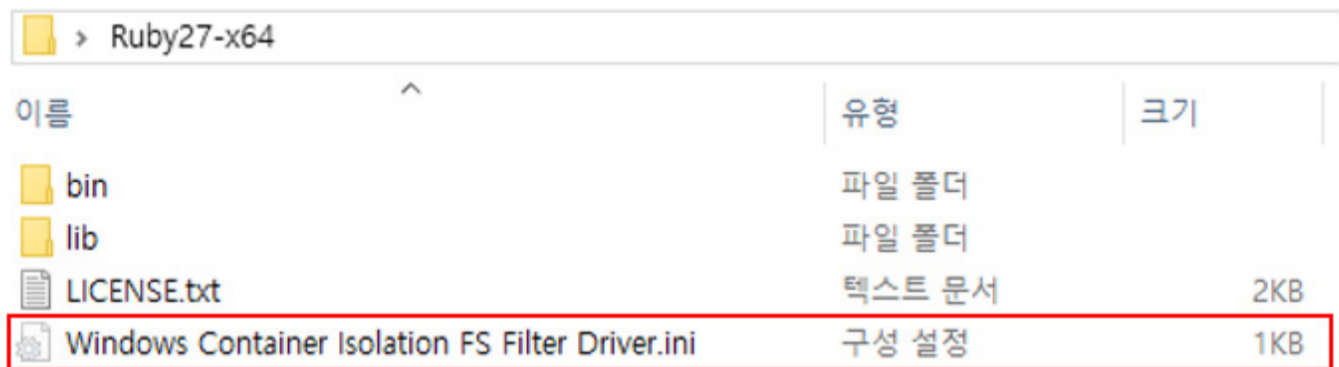 > Ruby27-x64
이름 유형 크기
bin 파일 폴더
lib 파일 폴더
LICENSE.txt 텍스트 문서 2KB
Windows Container Isolation FS Filter Driver.ini 구성 설정 1KB